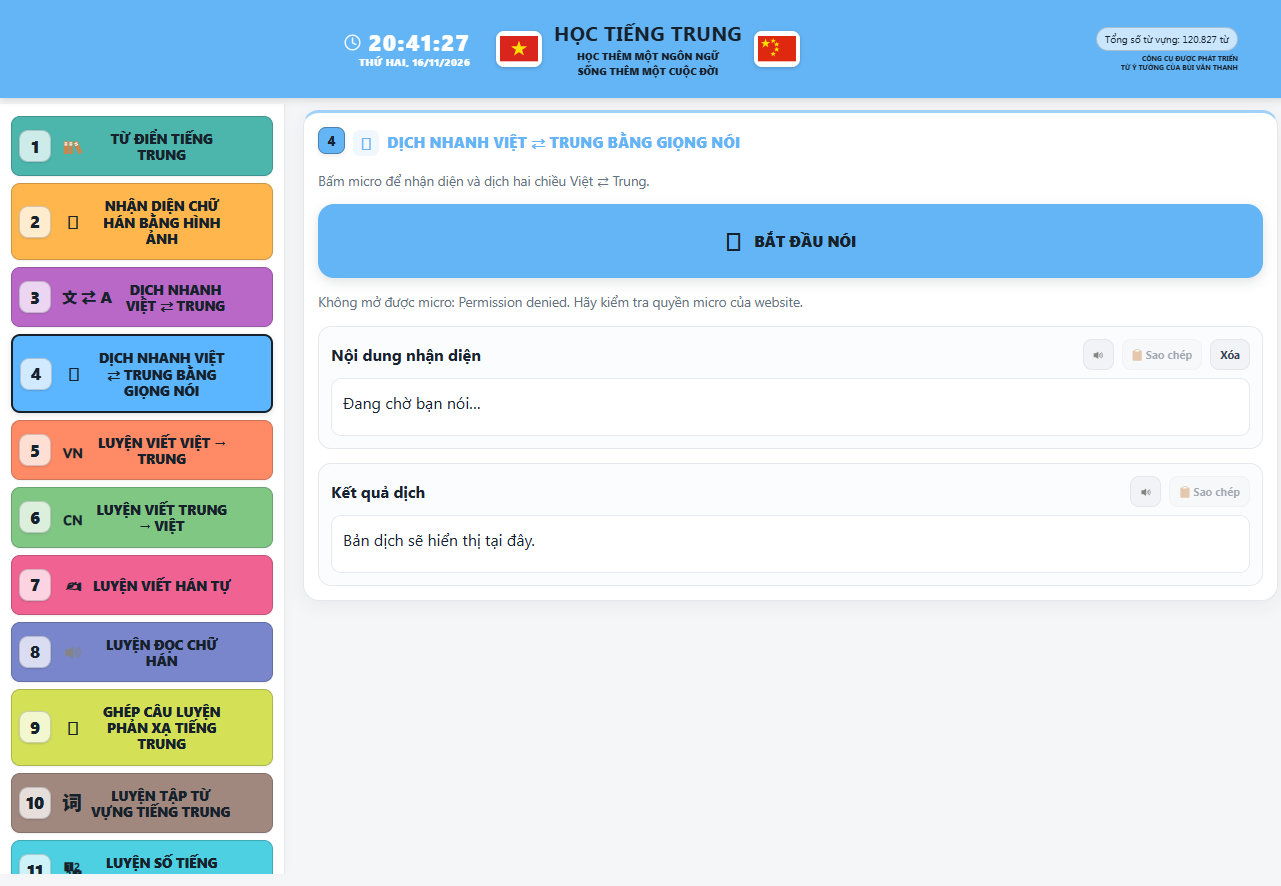 20:41:27
THỨ HAI, 16/11/2026
HỌC TIẾNG TRUNG
HỌC THÊM MỘT NGÔN NGỮ
SỐNG THÊM MỘT CUỘC ĐỜI
Tổng số từ vựng: 120.827 từ
CÔNG CỤ ĐƯỢC PHÁT TRIỂN
TỪ Ý TƯỞNG CỦA BÙI VĂN THANH
1
TỪ ĐIỂN TIẾNG
TRUNG
2
NHẬN DIỆN CHỮ
HÁN BẰNG HÌNH
ẢNH
3
文 ⇄ A
DỊCH NHANH
VIỆT ⇄ TRUNG
4
DỊCH NHANH VIỆT
⇄ TRUNG BẰNG
GIỌNG NÓI
5
VN
LUYỆN VIẾT VIỆT →
TRUNG
6
CN
LUYỆN VIẾT TRUNG
→ VIỆT
7
LUYỆN VIẾT HÁN TỰ
8
LUYỆN ĐỌC CHỮ
HÁN
9
GHÉP CÂU LUYỆN
PHẢN XẠ TIẾNG
TRUNG
10
词
LUYỆN TẬP TỪ
VỰNG TIẾNG TRUNG
11
LUYỆN SỐ TIẾNG
4
DỊCH NHANH VIỆT ⇄ TRUNG BẰNG GIỌNG NÓI
Bấm micro để nhận diện và dịch hai chiều Việt ⇄ Trung.
BẮT ĐẦU NÓI
Không mở được micro: Permission denied. Hãy kiểm tra quyền micro của website.
Nội dung nhận diện
Sao chép
Xóa
Đang chờ bạn nói...
Kết quả dịch
Sao chép
Bản dịch sẽ hiển thị tại đây.